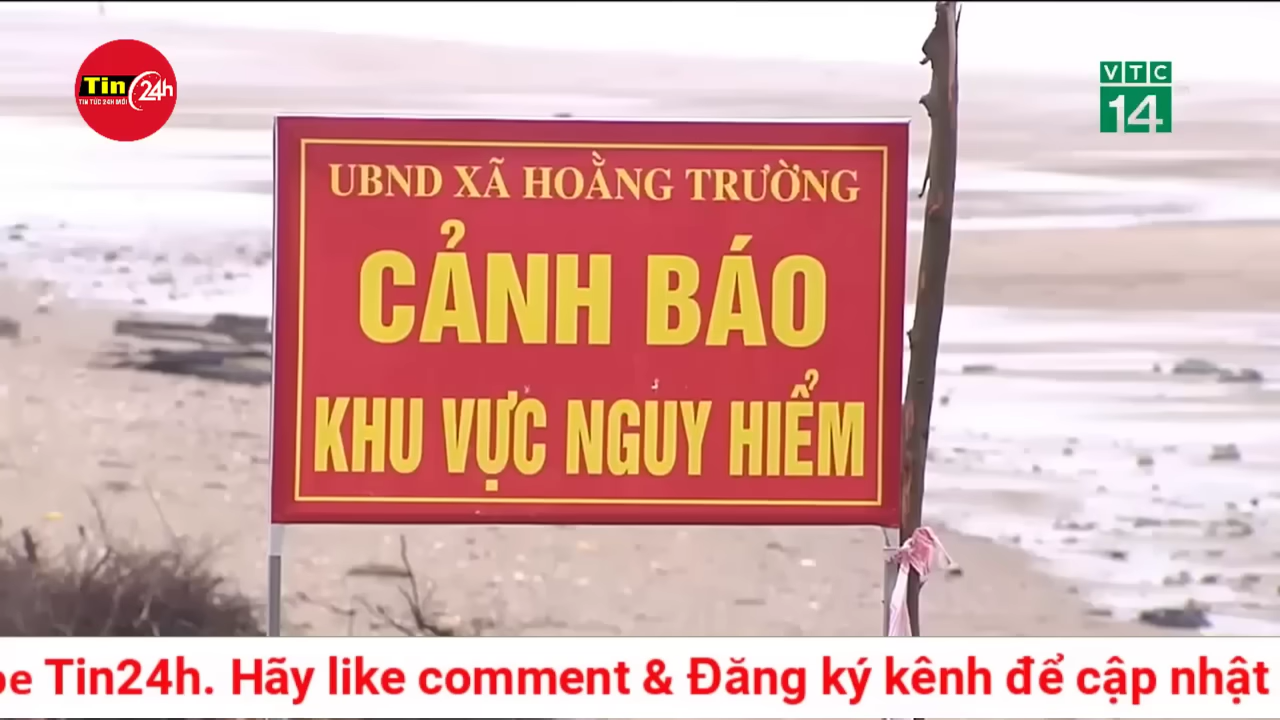 Tin 24h
TIN TỨC 24H MỚI
VTC
14
UBND XÃ HOẰNG TRƯỜNG
CẢNH BÁO
KHU VỰC NGUY HIỂM
Tin24h. Hãy like comment & Đăng ký kênh để cập nhật